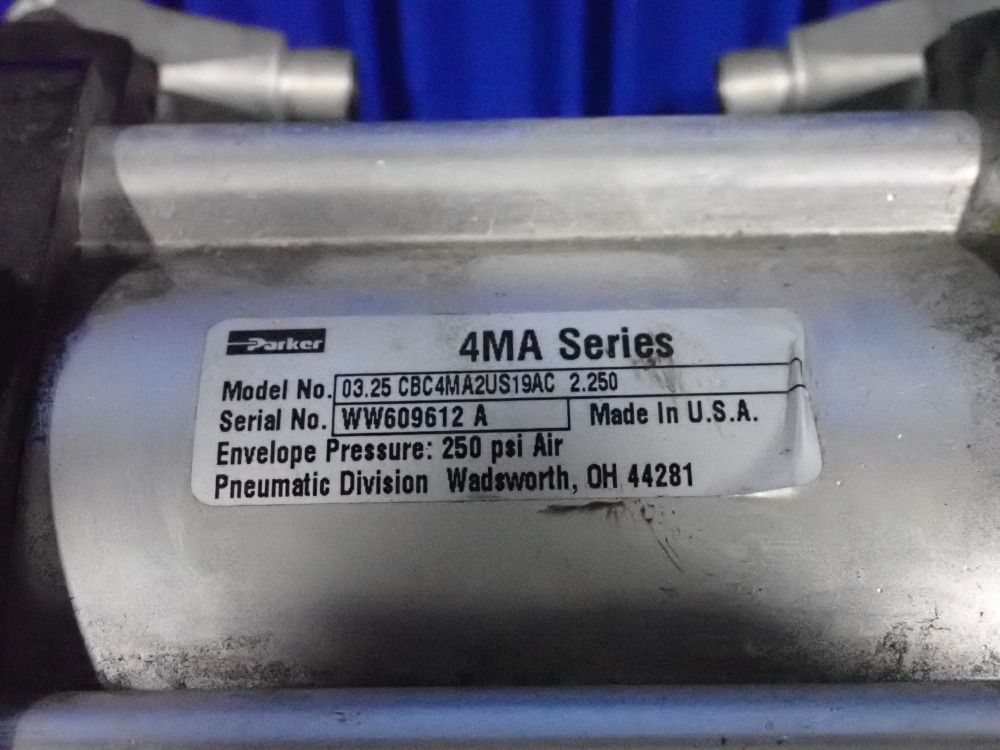 Parker 4MA Series
Model No. 03.25 CBC4MA2US19AC 2.250
Serial No. WW609612 A Made In U.S.A.
Envelope Pressure: 250 psi Air
Pneumatic Division Wadsworth, OH 44281